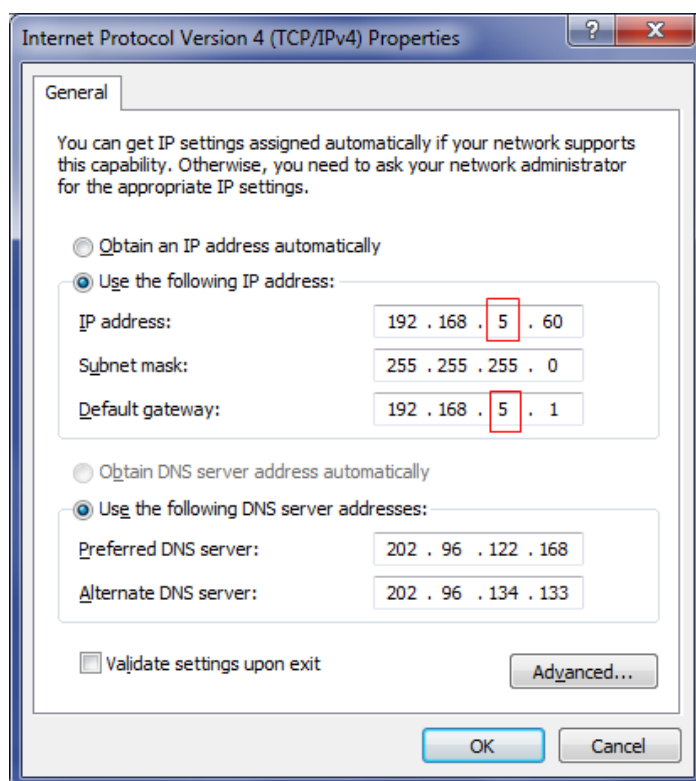 Internet Protocol Version 4 (TCP/IPv4) Properties
?
X
General
You can get IP settings assigned automatically if your network supports
this capability. Otherwise, you need to ask your network administrator
for the appropriate IP settings.
Obtain an IP address automatically
Use the following IP address:
IP address: 192 . 168 . 5 . 60
Subnet mask: 255 . 255 . 255 . 0
Default gateway: 192 . 168 . 5 . 1
Obtain DNS server address automatically
Use the following DNS server addresses:
Preferred DNS server: 202 . 96 . 122 . 168
Alternate DNS server: 202 . 96 . 134 . 133
Validate settings upon exit
Advanced...
OK Cancel